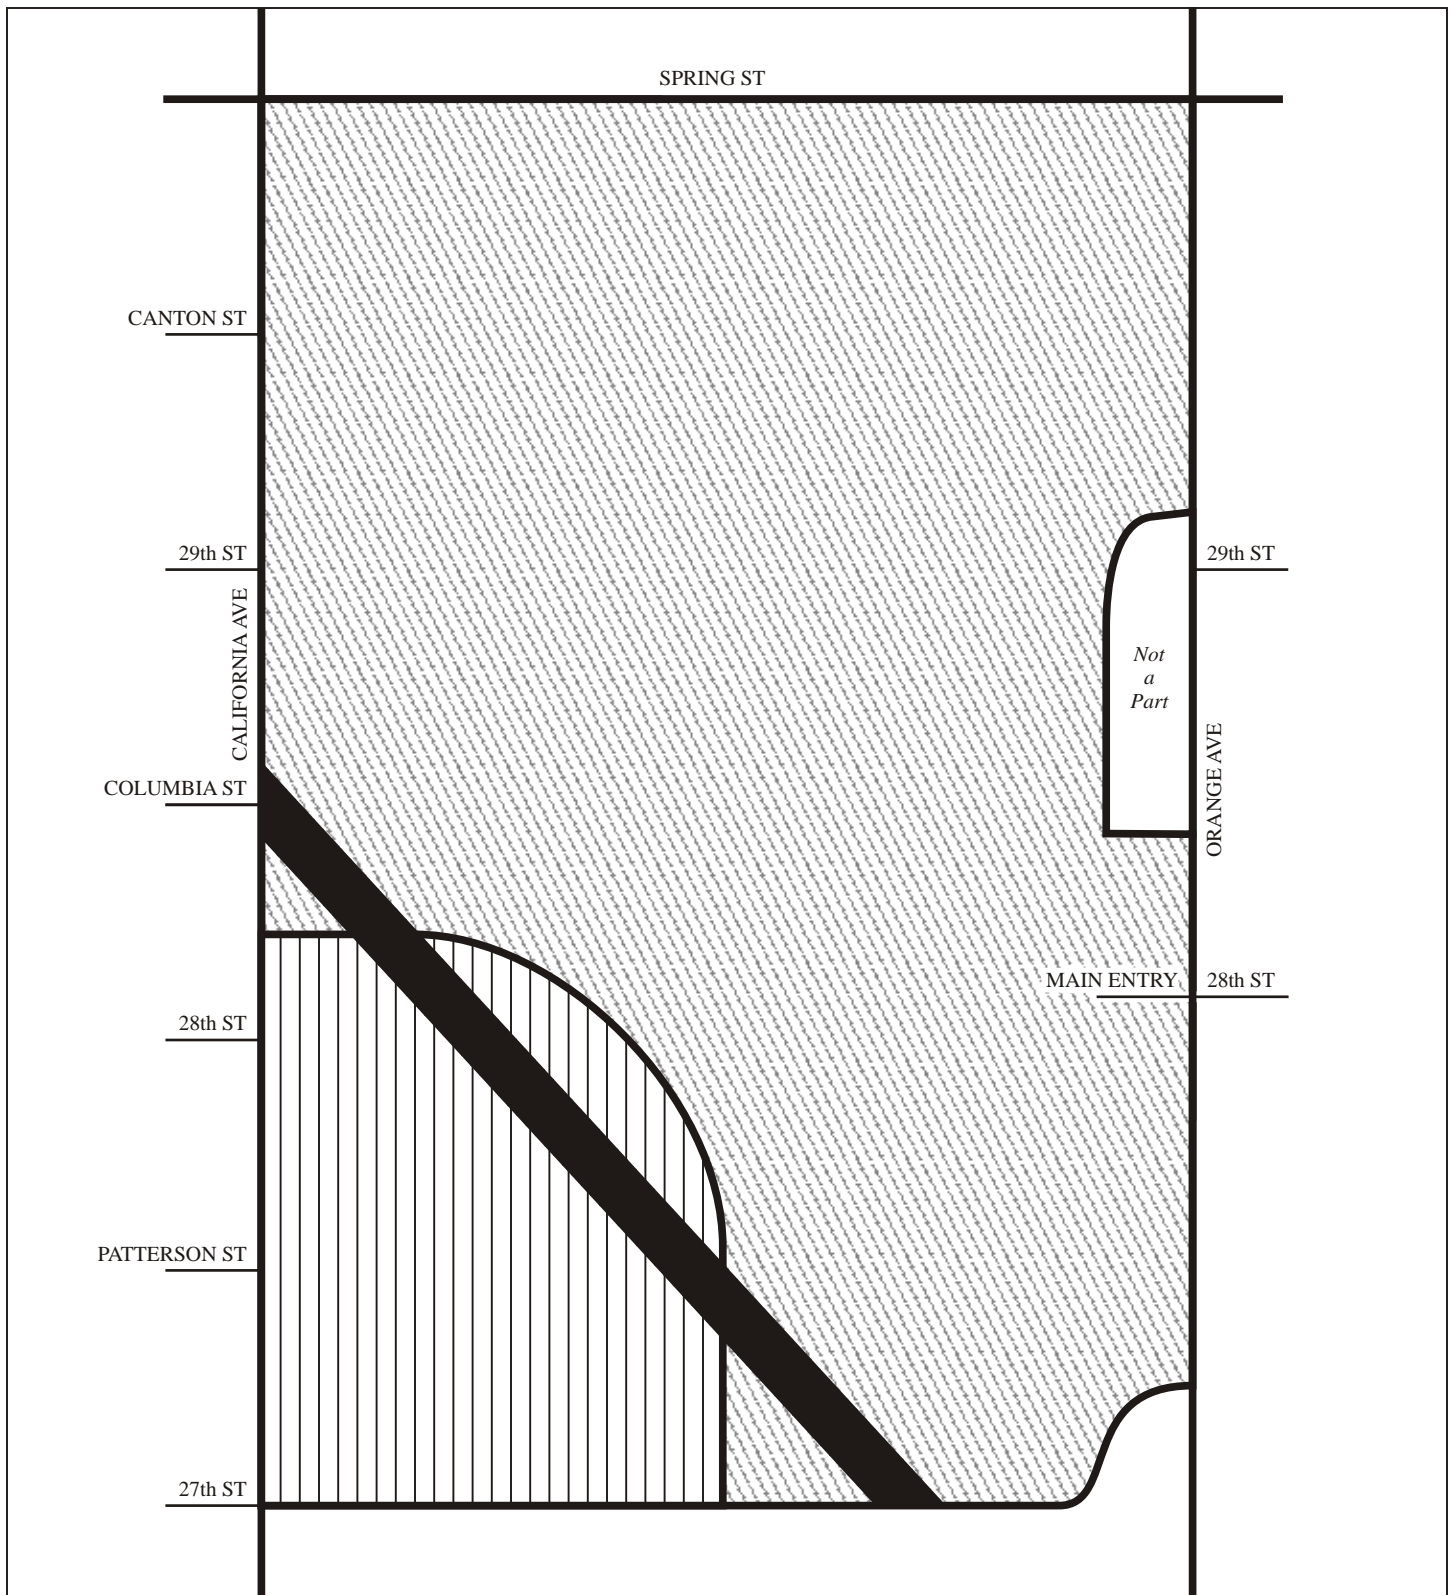 SPRING ST
CANTON ST
29th ST
29th ST
CALIFORNIA AVE
Not
a
Part
ORANGE AVE
COLUMBIA ST
MAIN ENTRY
28th ST
28th ST
PATTERSON ST
27th ST